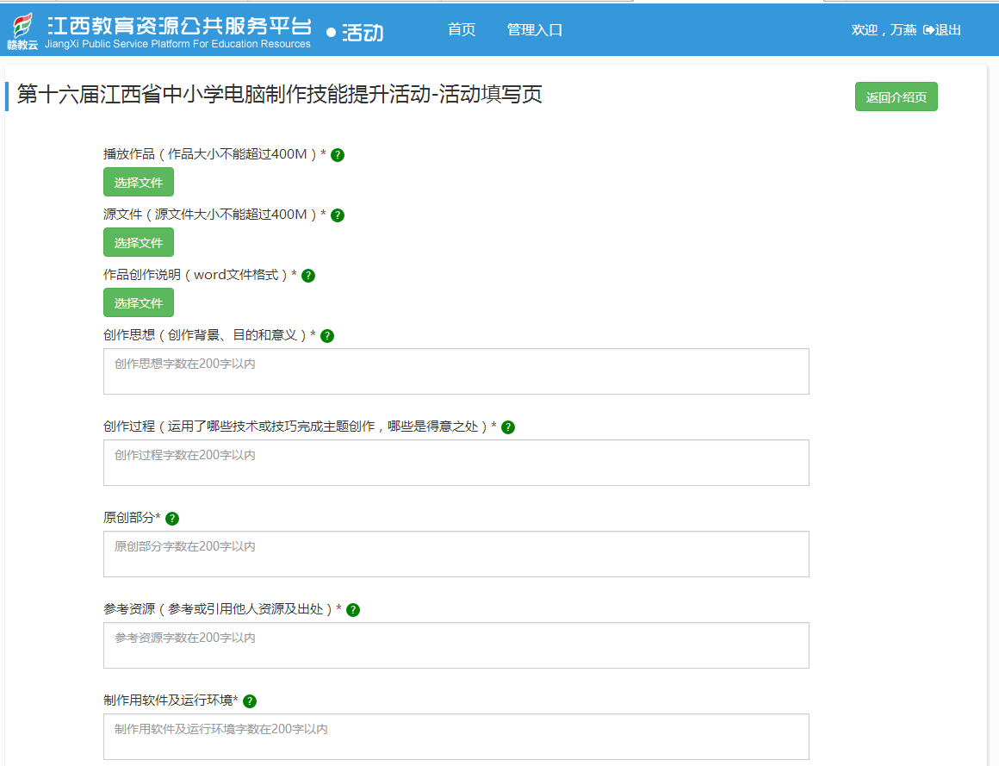 赣教云
江西教育资源公共服务平台
JiangXi Public Service Platform For Education Resources
活动
首页
管理入口
欢迎，万燕 退出
第十六届江西省中小学电脑制作技能提升活动-活动填写页
返回介绍页
播放作品（作品大小不能超过400M）* ?
选择文件
源文件（源文件大小不能超过400M）* ?
选择文件
作品创作说明（word文件格式）* ?
选择文件
创作思想（创作背景、目的和意义）* ?
创作思想字数在200字以内
创作过程（运用了哪些技术或技巧完成主题创作，哪些是得意之处）* ?
创作过程字数在200字以内
原创部分* ?
原创部分字数在200字以内
参考资源（参考或引用他人资源及出处）* ?
参考资源字数在200字以内
制作用软件及运行环境* ?
制作用软件及运行环境字数在200字以内